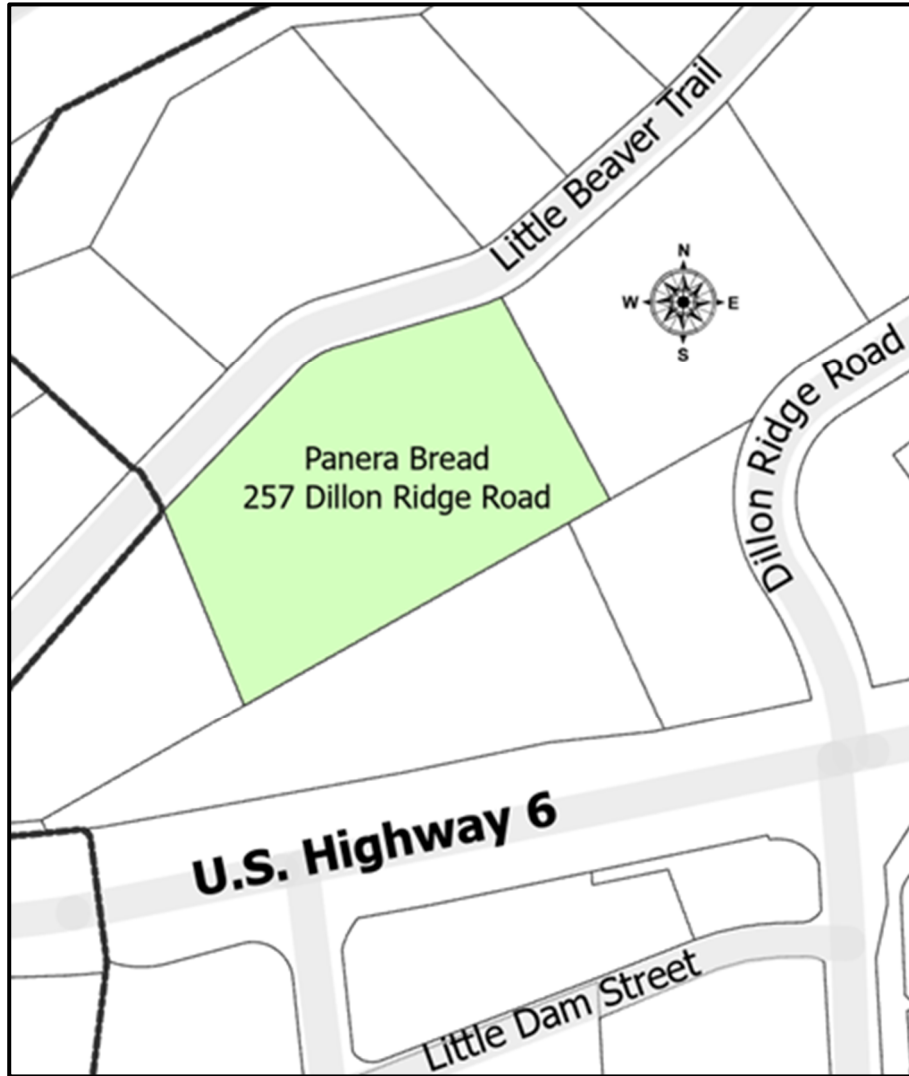 Little Beaver Trail
N
W E
S
Dillon Ridge Road
Panera Bread
257 Dillon Ridge Road
U.S. Highway 6
Little Dam Street